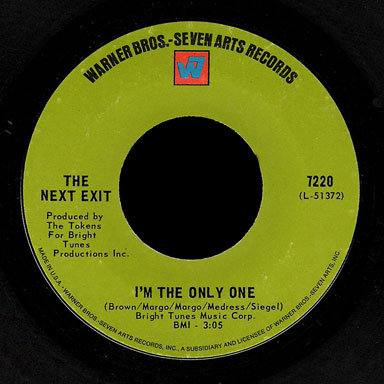 WARNER BROS.-SEVEN ARTS RECORDS
W7
THE
NEXT EXIT
7220
(L-51372)
Produced by
The Tokens
For Bright
Tunes
Productions Inc.
I'M THE ONLY ONE
(Brown/Margo/Margo/Medress/Siegel)
Bright Tunes Music Corp.
BMI - 3:05
MADE IN U.S.A. • WARNER BROS.-SEVEN ARTS RECORDS, INC., A SUBSIDIARY AND LICENSEE OF WARNER BROS.-SEVEN ARTS, INC.